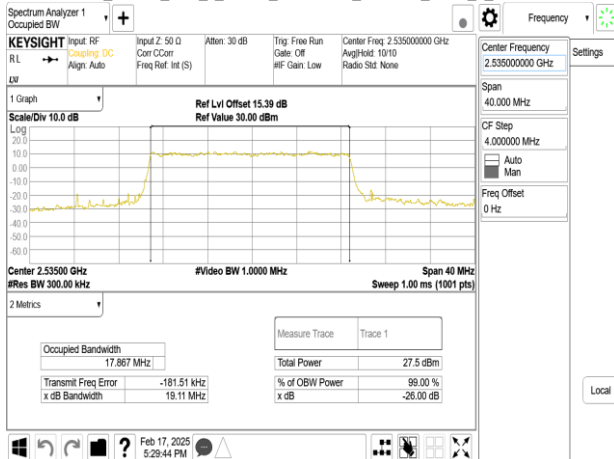 Spectrum Analyzer 1
Occupied BW
Frequency
KEYSIGHT
RL
LXI
Input: RF
Coupling: DC
Align: Auto
Input Z: 50 Ω
Corr CCorr
Freq Ref: Int (S)
Atten: 30 dB
Trig: Free Run
Gate: Off
#IF Gain: Low
Center Freq: 2.535000000 GHz
Avg|Hold: 10/10
Radio Std: None
Center Frequency
2.535000000 GHz
Settings
Span
40.000 MHz
CF Step
4.000000 MHz
Auto
Man
Freq Offset
0 Hz
Local
1 Graph
Scale/Div 10.0 dB
Ref Lvl Offset 15.39 dB
Ref Value 30.00 dBm
Log
20.0
10.0
0.00
-10.0
-20.0
-30.0
-40.0
-50.0
-60.0
Center 2.53500 GHz
#Video BW 1.0000 MHz
Span 40 MHz
#Res BW 300.00 kHz
Sweep 1.00 ms (1001 pts)
2 Metrics
Measure Trace Trace 1
Occupied Bandwidth
17.867 MHz
Total Power 27.5 dBm
Transmit Freq Error -181.51 kHz
% of OBW Power 99.00 %
x dB Bandwidth 19.11 MHz
x dB -26.00 dB
Feb 17, 2025
5:29:44 PM